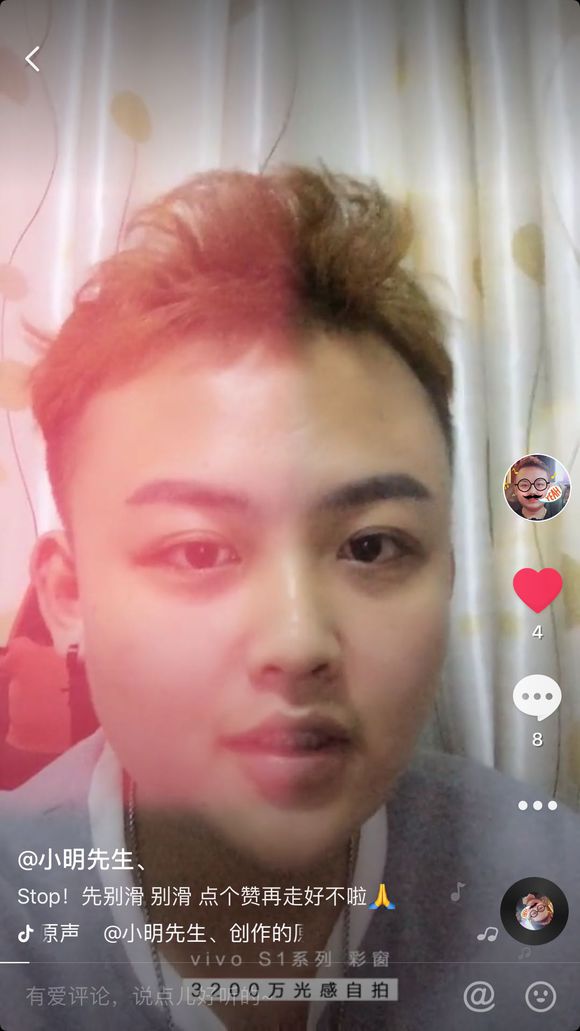 YEAH
4
8
@小明先生、
Stop！先别滑 别滑 点个赞再走好不啦🙏
原声 @小明先生、创作的原
vivo S1系列 彩窗
3200万光感自拍
有爱评论，说点儿好听的~